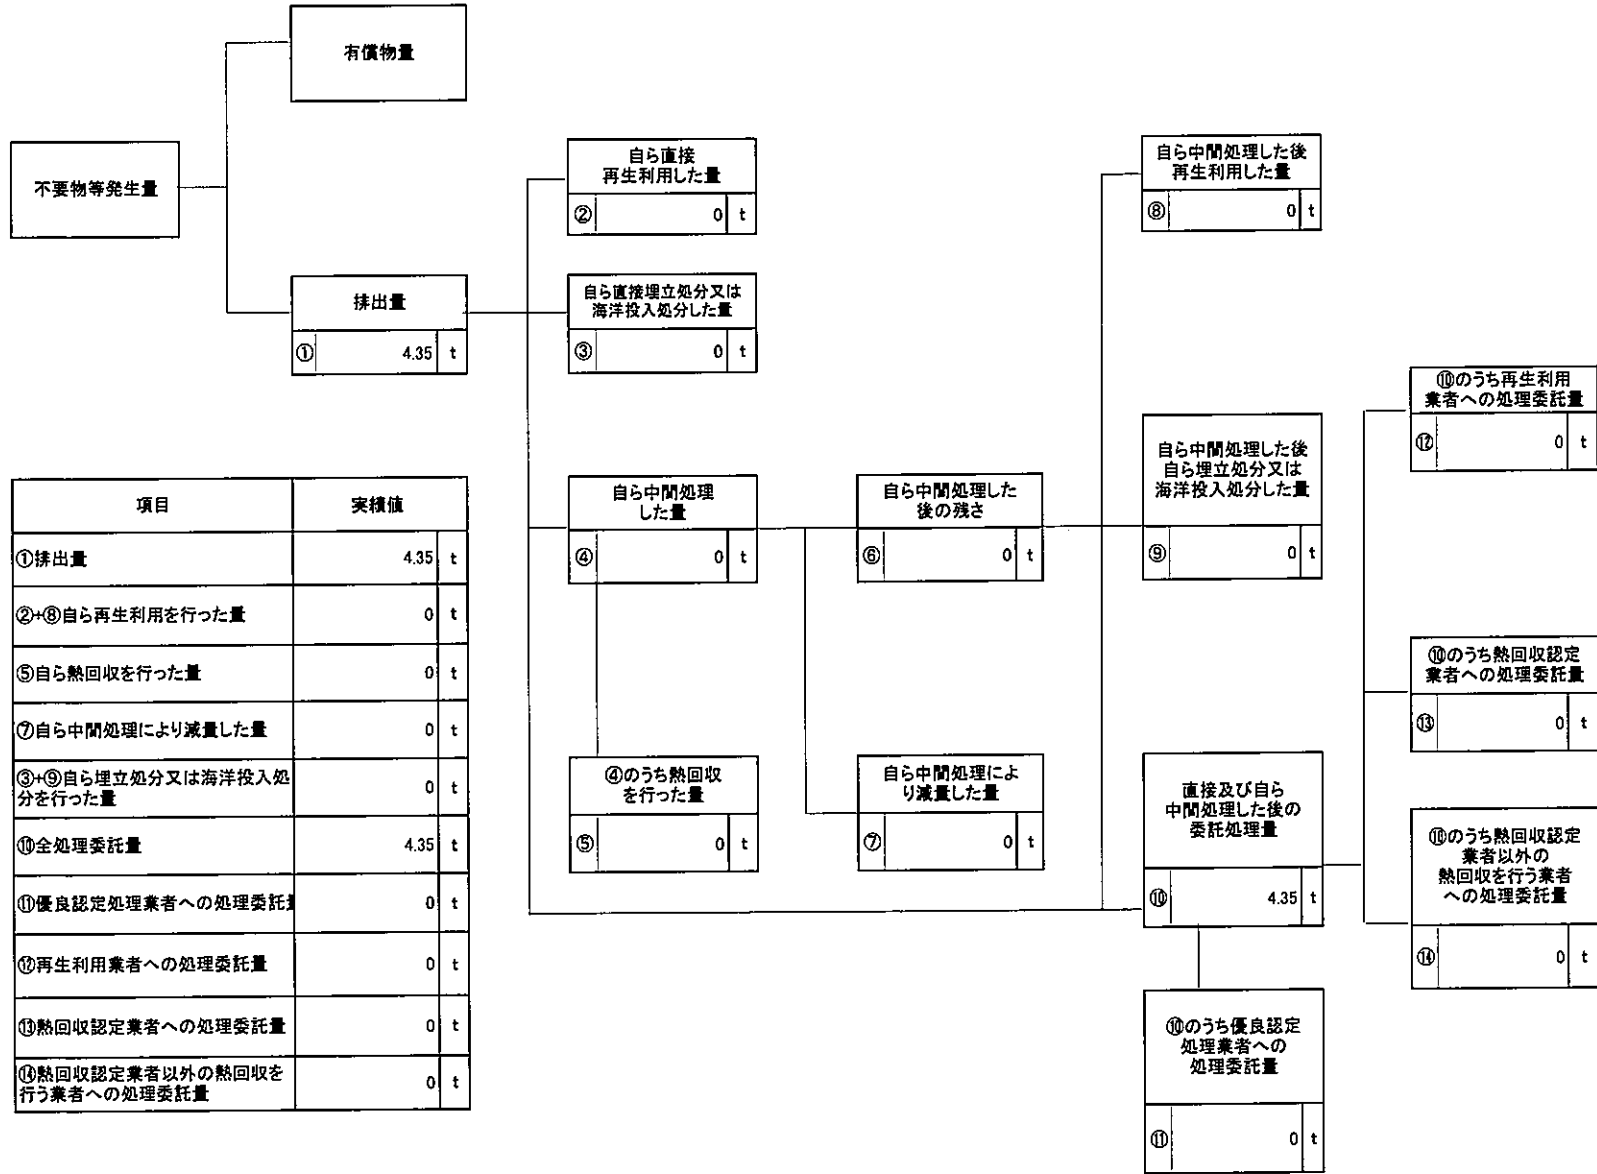 有償物量
不要物等発生量
排出量
① 4.35 t
自ら直接
再生利用した量
② 0 t
自ら直接埋立処分又は
海洋投入処分した量
③ 0 t
自ら中間処理
した量
④ 0 t
④のうち熱回収
を行った量
⑤ 0 t
自ら中間処理した
後の残さ
⑥ 0 t
自ら中間処理によ
り減量した量
⑦ 0 t
自ら中間処理した後
再生利用した量
⑧ 0 t
自ら中間処理した後
自ら埋立処分又は
海洋投入処分した量
⑨ 0 t
直接及び自ら
中間処理した後の
委託処理量
⑩ 4.35 t
⑩のうち優良認定
処理業者への
処理委託量
⑪ 0 t
⑩のうち再生利用
業者への処理委託量
⑫ 0 t
⑩のうち熱回収認定
業者への処理委託量
⑬ 0 t
⑩のうち熱回収認定
業者以外の
熱回収を行う業者
への処理委託量
⑭ 0 t
項目 実績値
①排出量 4.35 t
②+⑧自ら再生利用を行った量 0 t
⑤自ら熱回収を行った量 0 t
⑦自ら中間処理により減量した量 0 t
③+⑨自ら埋立処分又は海洋投入処
分を行った量 0 t
⑩全処理委託量 4.35 t
⑪優良認定処理業者への処理委託 0 t
⑫再生利用業者への処理委託量 0 t
⑬熱回収認定業者への処理委託量 0 t
⑭熱回収認定業者以外の熱回収を
行う業者への処理委託量 0 t